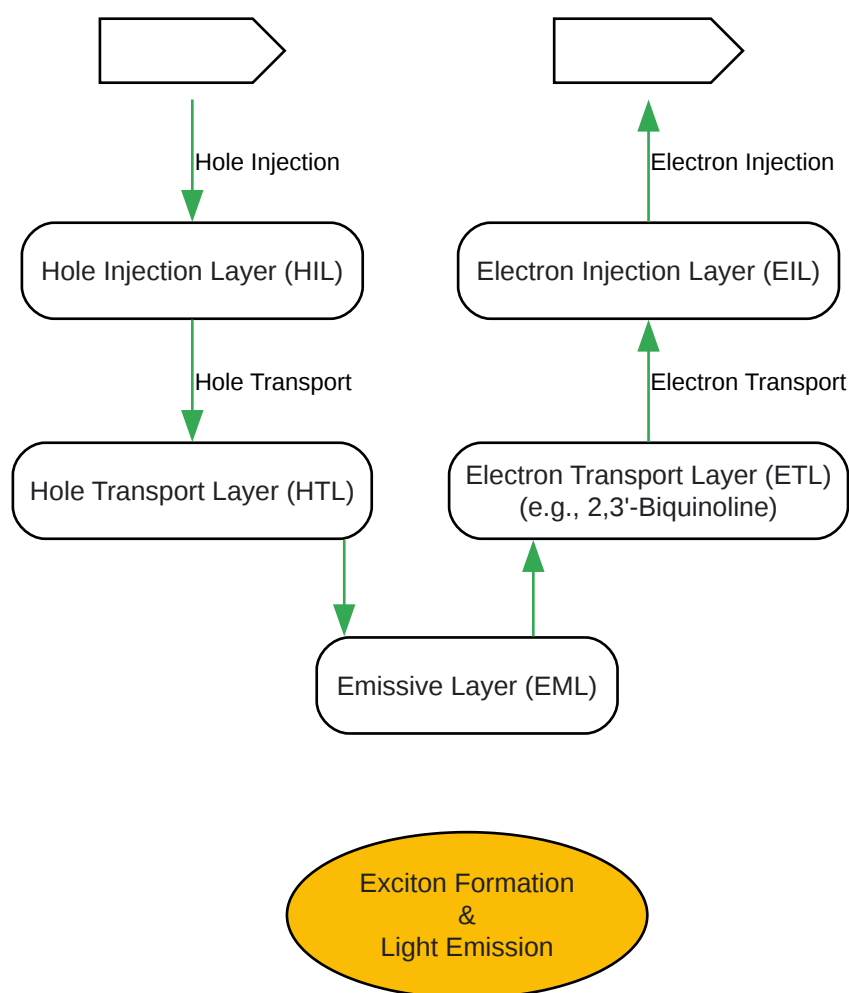 Hole Injection
Electron Injection
Hole Injection Layer (HIL)
Electron Injection Layer (EIL)
Hole Transport
Electron Transport
Hole Transport Layer (HTL)
Electron Transport Layer (ETL)
(e.g., 2,3'-Biquinoline)
Emissive Layer (EML)
Exciton Formation
&
Light Emission